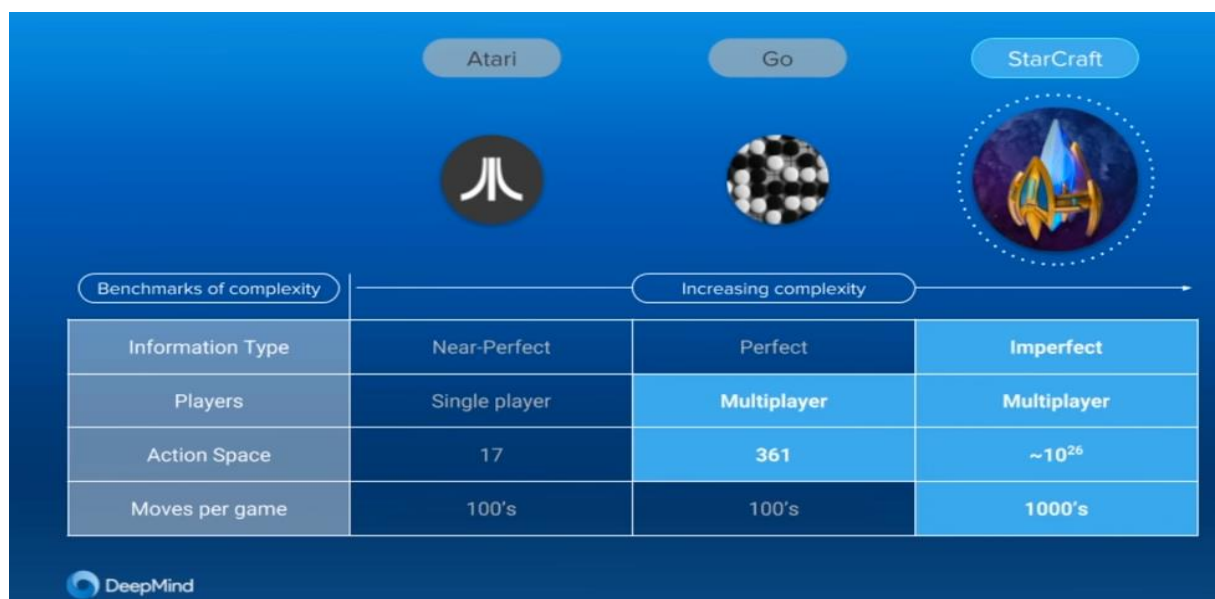 Atari Go StarCraft
Benchmarks of complexity Increasing complexity
Information Type Near-Perfect Perfect Imperfect
Players Single player Multiplayer Multiplayer
Action Space 17 361 ~10²⁶
Moves per game 100's 100's 1000's
DeepMind